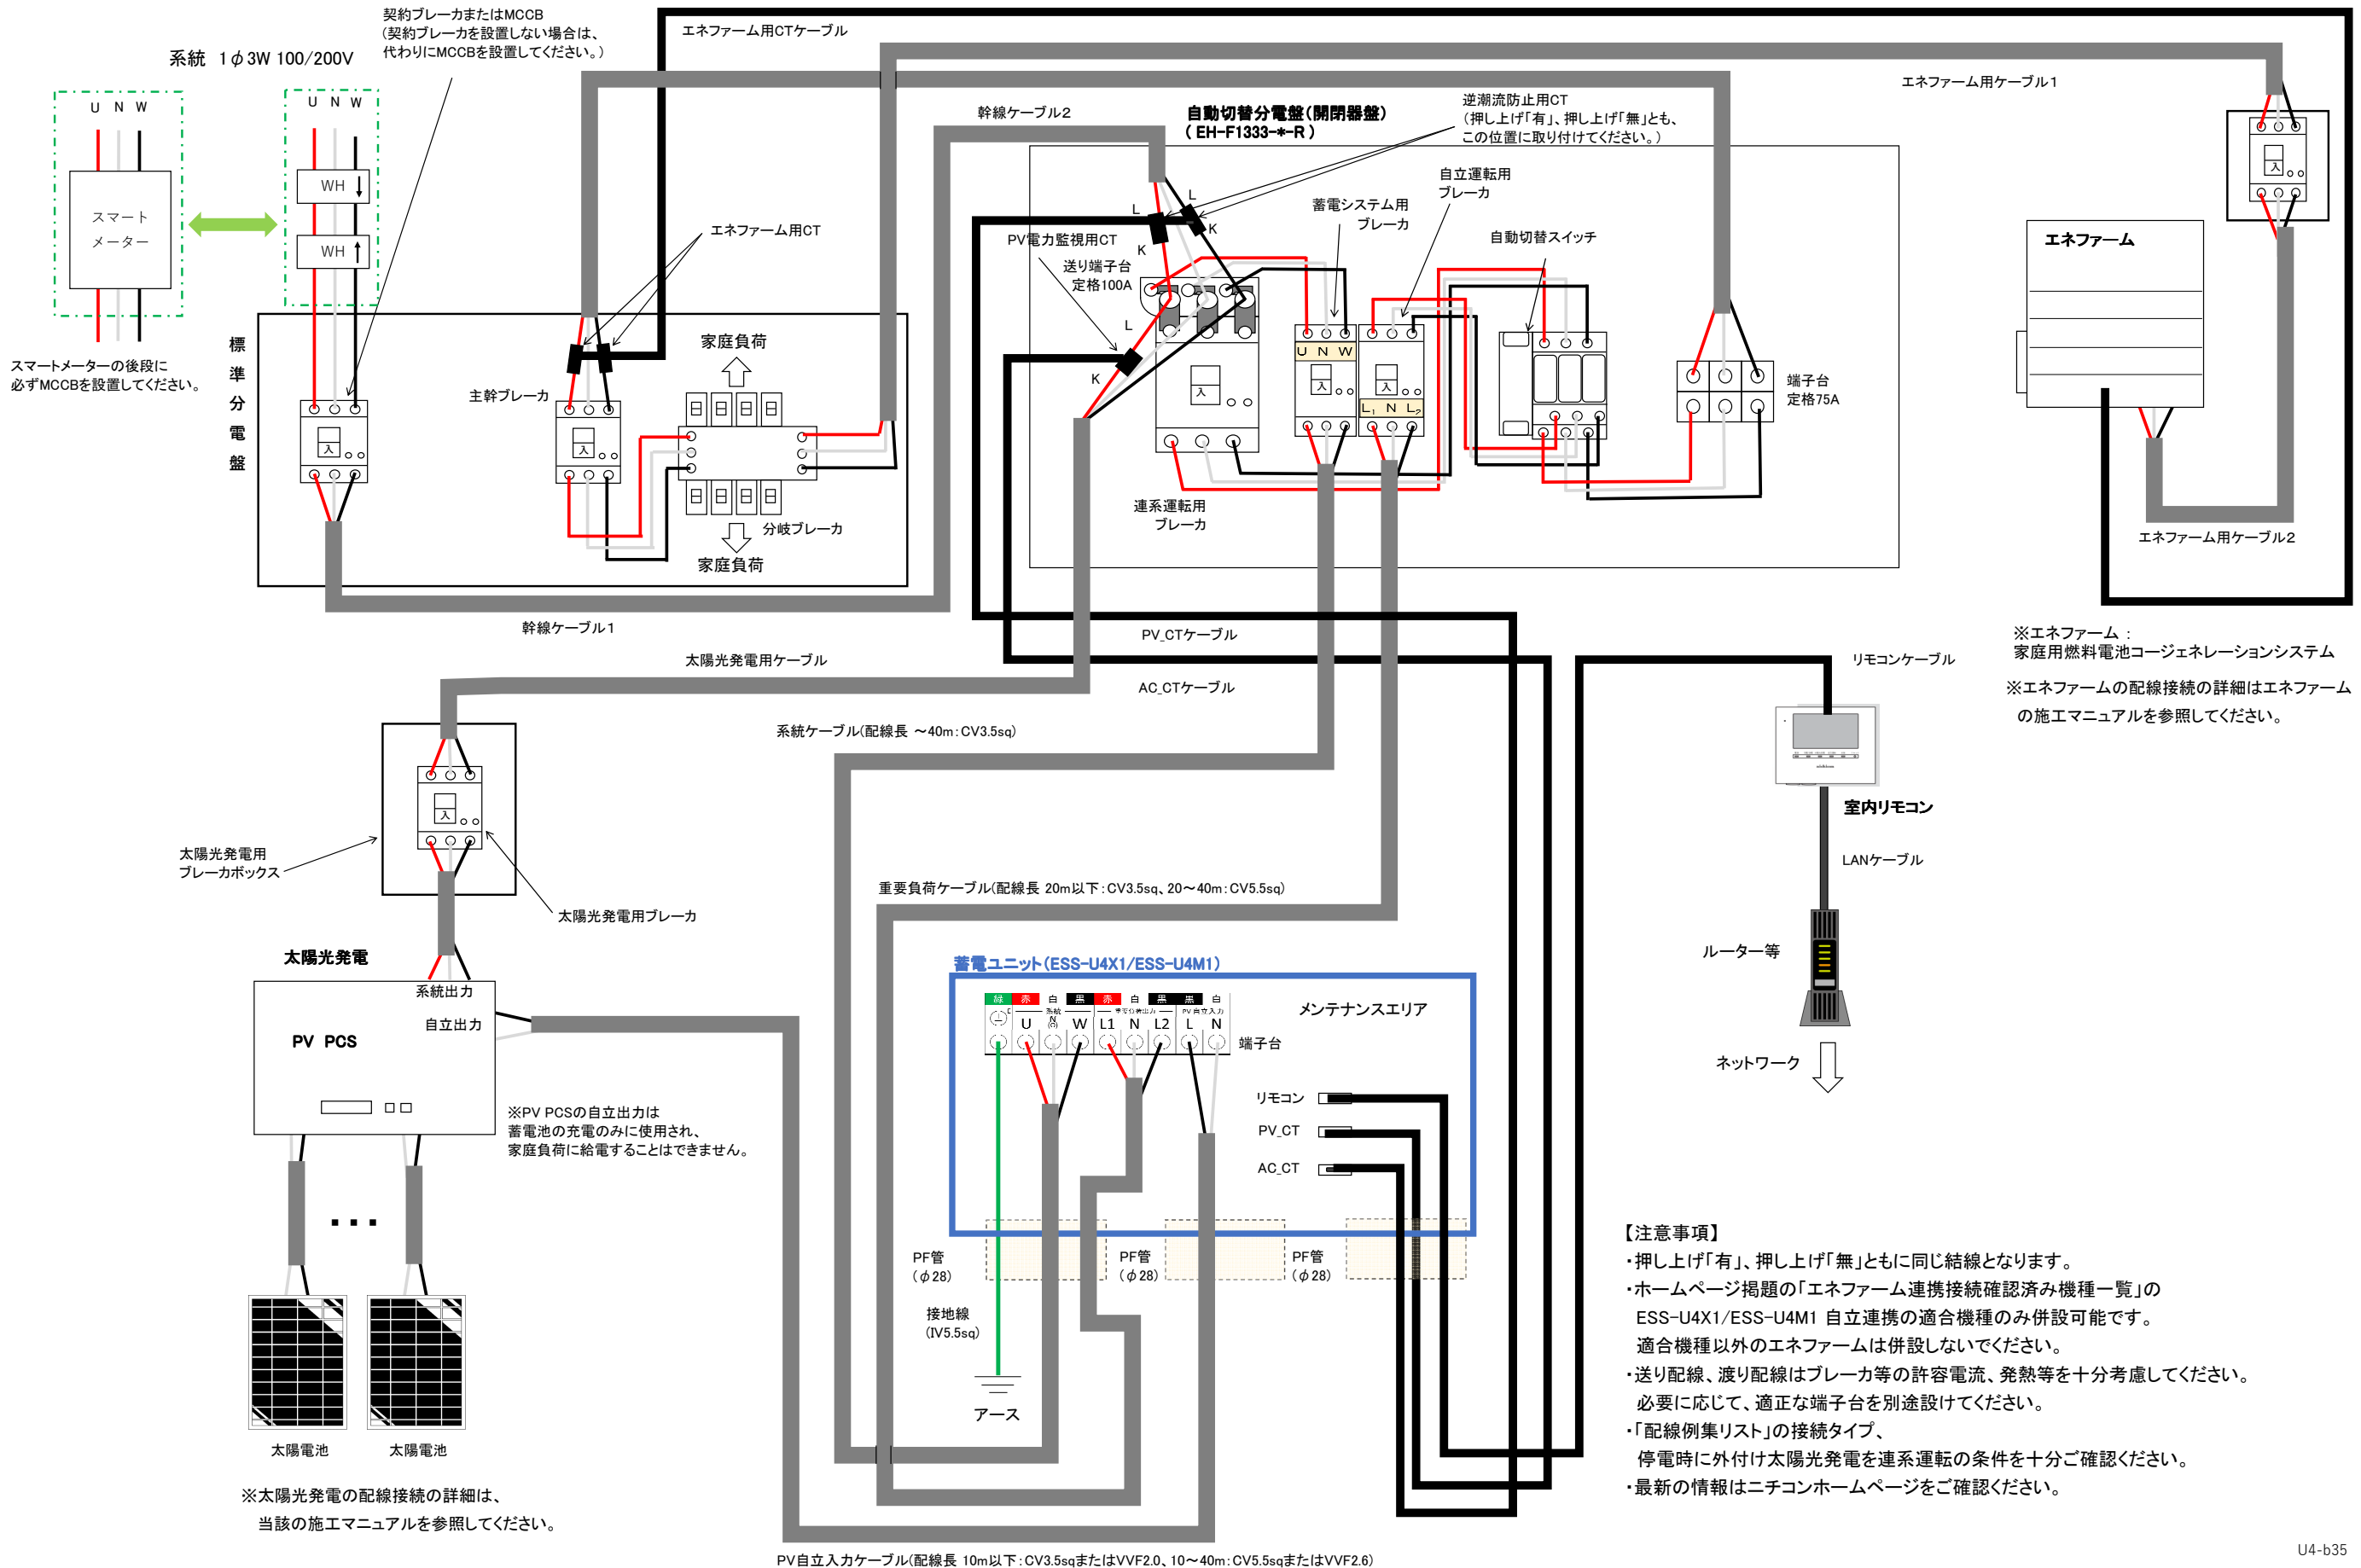 契約ブレーカまたはMCCB
(契約ブレーカを設置しない場合は、
代わりにMCCBを設置してください。)
系統 1φ3W 100/200V
U N W
U N W
スマート
メーター
WH
WH
スマートメーターの後段に
必ずMCCBを設置してください。
標準分電盤
入
エネファーム用CTケーブル
エネファーム用CT
主幹ブレーカ
入
家庭負荷
分岐ブレーカ
家庭負荷
幹線ケーブル1
幹線ケーブル2
自動切替分電盤(開閉器盤)
( EH-F1333-*-R )
逆潮流防止用CT
(押し上げ「有」、押し上げ「無」とも、
この位置に取り付けてください。)
自立運転用
ブレーカ
蓄電システム用
ブレーカ
自動切替スイッチ
PV電力監視用CT
送り端子台
定格100A
L
L
K
K
L
K
入
U N W
入
入
L1 N L2
連系運転用
ブレーカ
端子台
定格75A
エネファーム用ケーブル1
入
エネファーム
エネファーム用ケーブル2
※エネファーム :
家庭用燃料電池コージェネレーションシステム
※エネファームの配線接続の詳細はエネファーム
の施工マニュアルを参照してください。
PV_CTケーブル
AC_CTケーブル
太陽光発電用ケーブル
系統ケーブル(配線長 ~40m:CV3.5sq)
リモコンケーブル
室内リモコン
LANケーブル
ルーター等
ネットワーク
入
太陽光発電用
ブレーカボックス
太陽光発電用ブレーカ
重要負荷ケーブル(配線長 20m以下:CV3.5sq、20~40m:CV5.5sq)
太陽光発電
系統出力
自立出力
PV PCS
※PV PCSの自立出力は
蓄電池の充電のみに使用され、
家庭負荷に給電することはできません。
太陽電池
太陽電池
※太陽光発電の配線接続の詳細は、
当該の施工マニュアルを参照してください。
蓄電ユニット(ESS-U4X1/ESS-U4M1)
緑 赤 白 黒 赤 白 黒 黒 白
系統 PV自立入力
U N W L1 N L2 L N
端子台
メンテナンスエリア
リモコン
PV_CT
AC_CT
PF管
(φ28)
PF管
(φ28)
PF管
(φ28)
接地線
(IV5.5sq)
アース
PV自立入力ケーブル(配線長 10m以下:CV3.5sqまたはVVF2.0、10~40m:CV5.5sqまたはVVF2.6)
【注意事項】
・押し上げ「有」、押し上げ「無」ともに同じ結線となります。
・ホームページ掲題の「エネファーム連携接続確認済み機種一覧」の
ESS-U4X1/ESS-U4M1 自立連携の適合機種のみ併設可能です。
適合機種以外のエネファームは併設しないでください。
・送り配線、渡り配線はブレーカ等の許容電流、発熱等を十分考慮してください。
必要に応じて、適正な端子台を別途設けてください。
・「配線例集リスト」の接続タイプ、
停電時に外付け太陽光発電を連系運転の条件を十分ご確認ください。
・最新の情報はニチコンホームページをご確認ください。
U4-b35